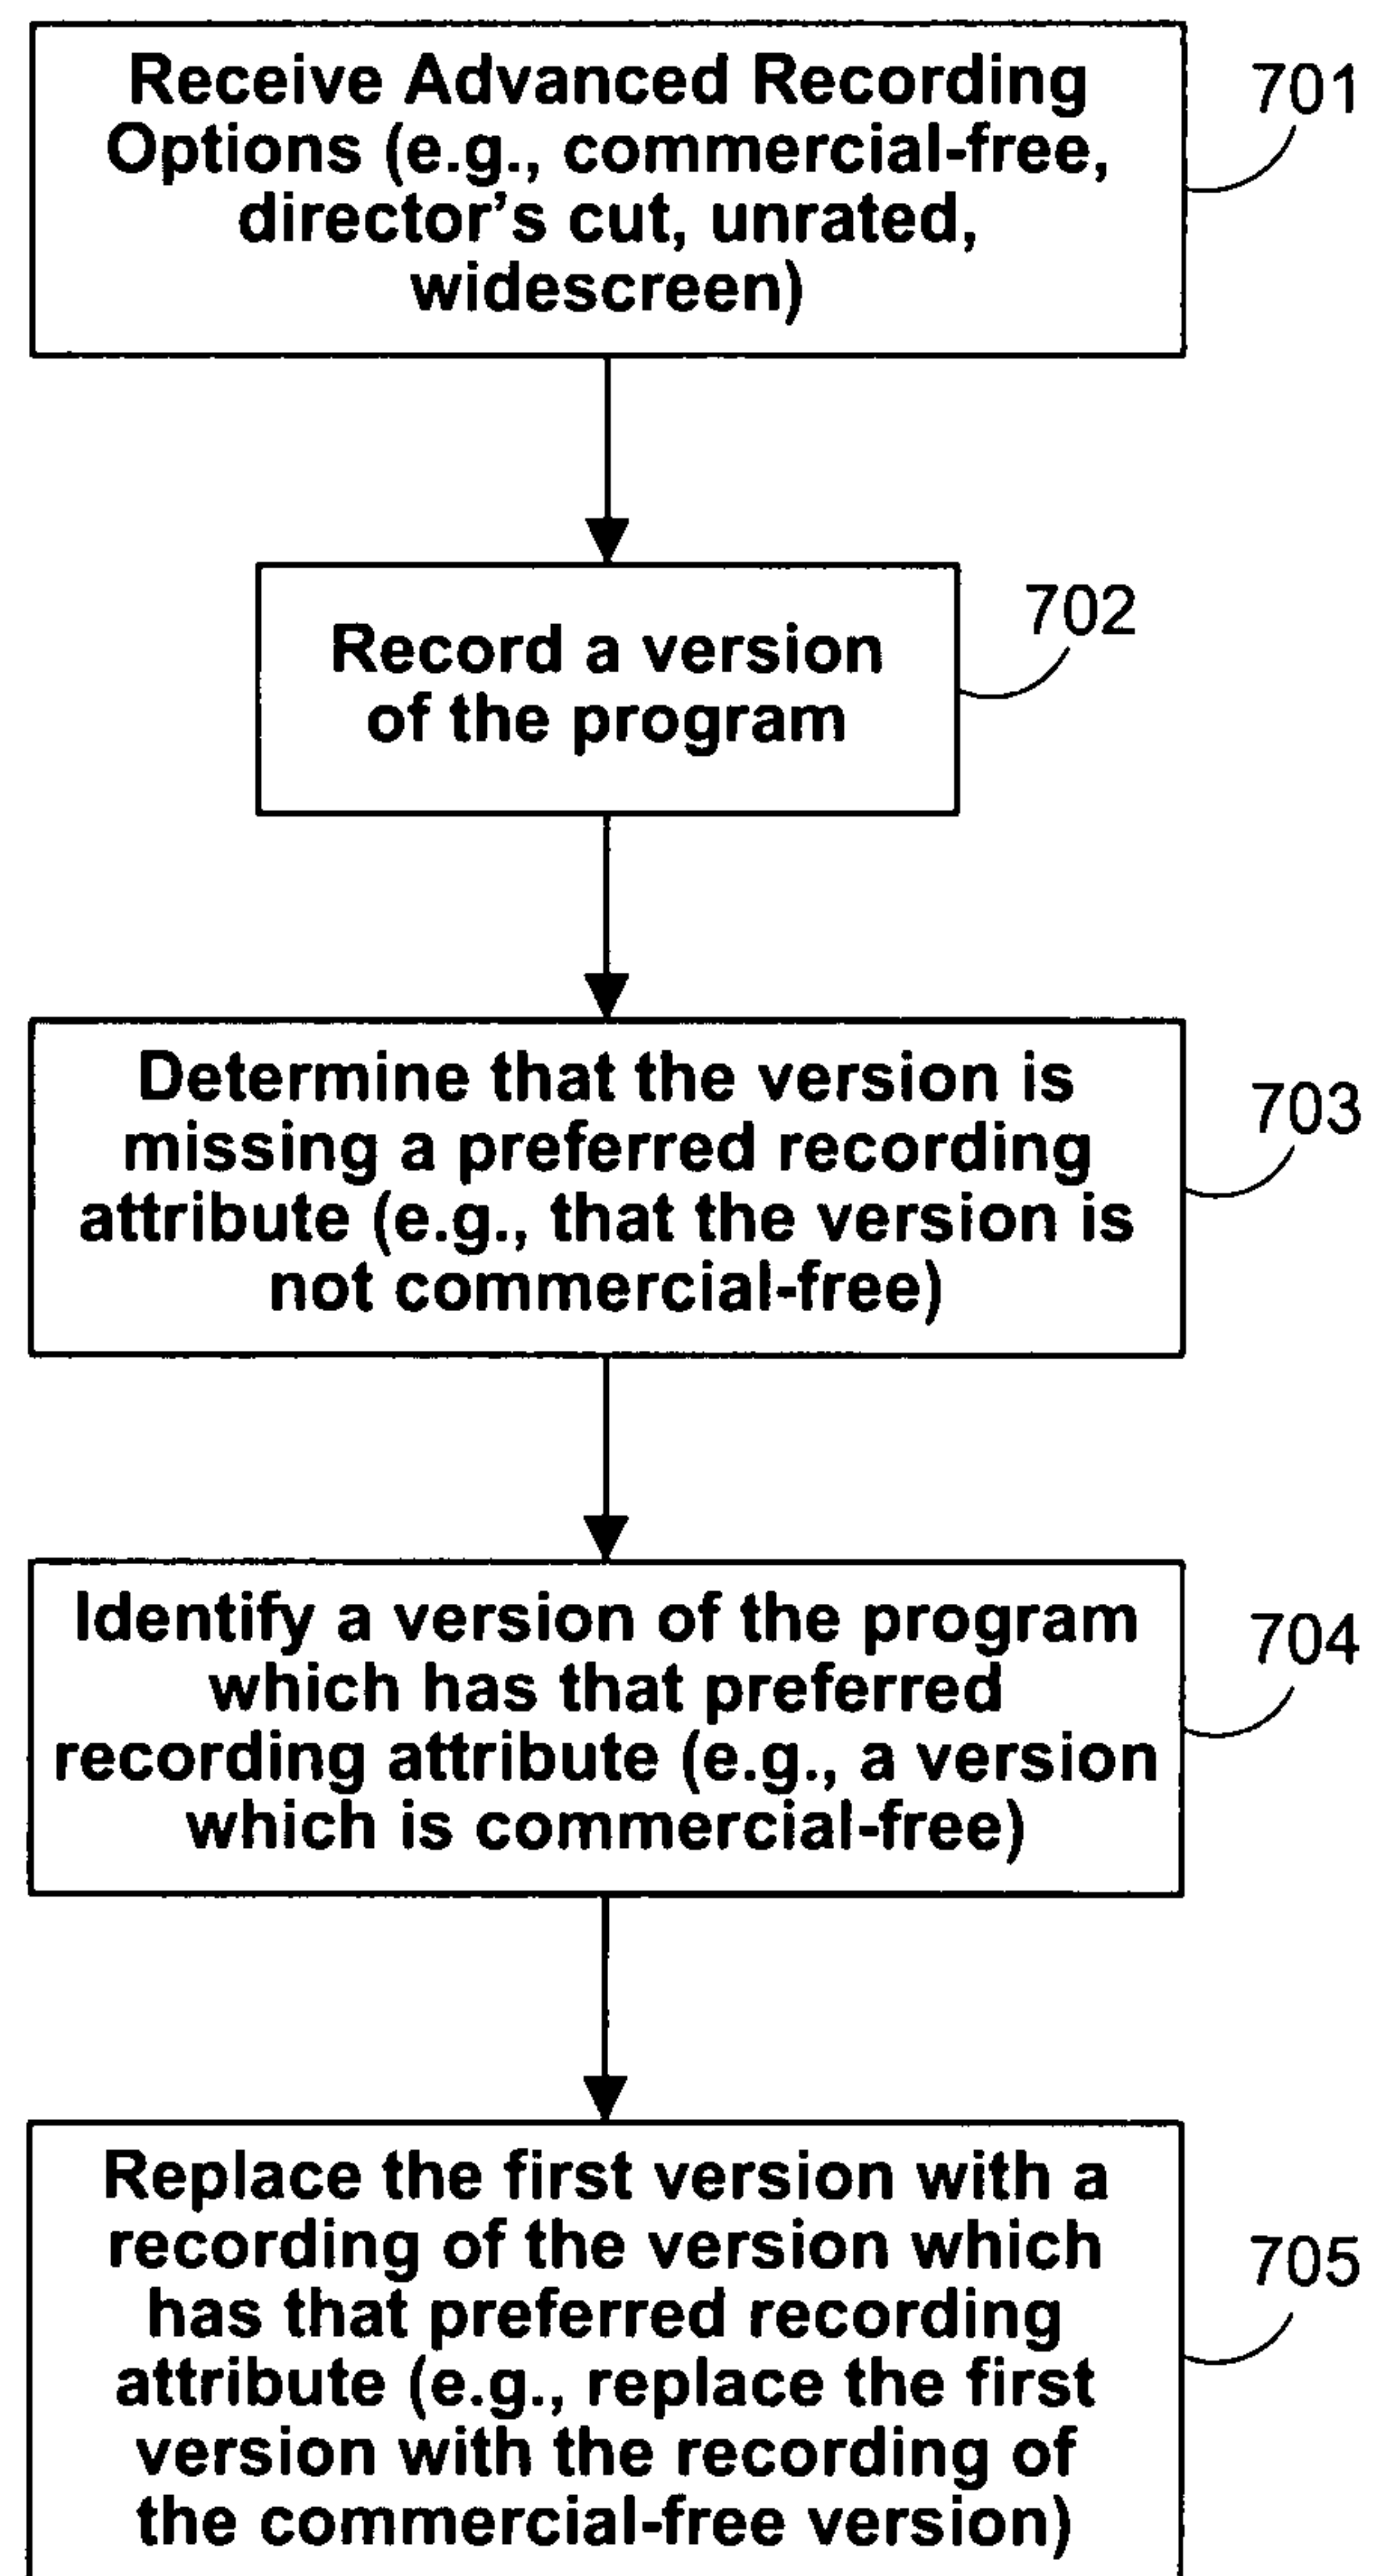 Receive Advanced Recording
Options (e.g., commercial-free,
director's cut, unrated,
widescreen)
701
Record a version
of the program
702
Determine that the version is
missing a preferred recording
attribute (e.g., that the version is
not commercial-free)
703
Identify a version of the program
which has that preferred
recording attribute (e.g., a version
which is commercial-free)
704
Replace the first version with a
recording of the version which
has that preferred recording
attribute (e.g., replace the first
version with the recording of
the commercial-free version)
705